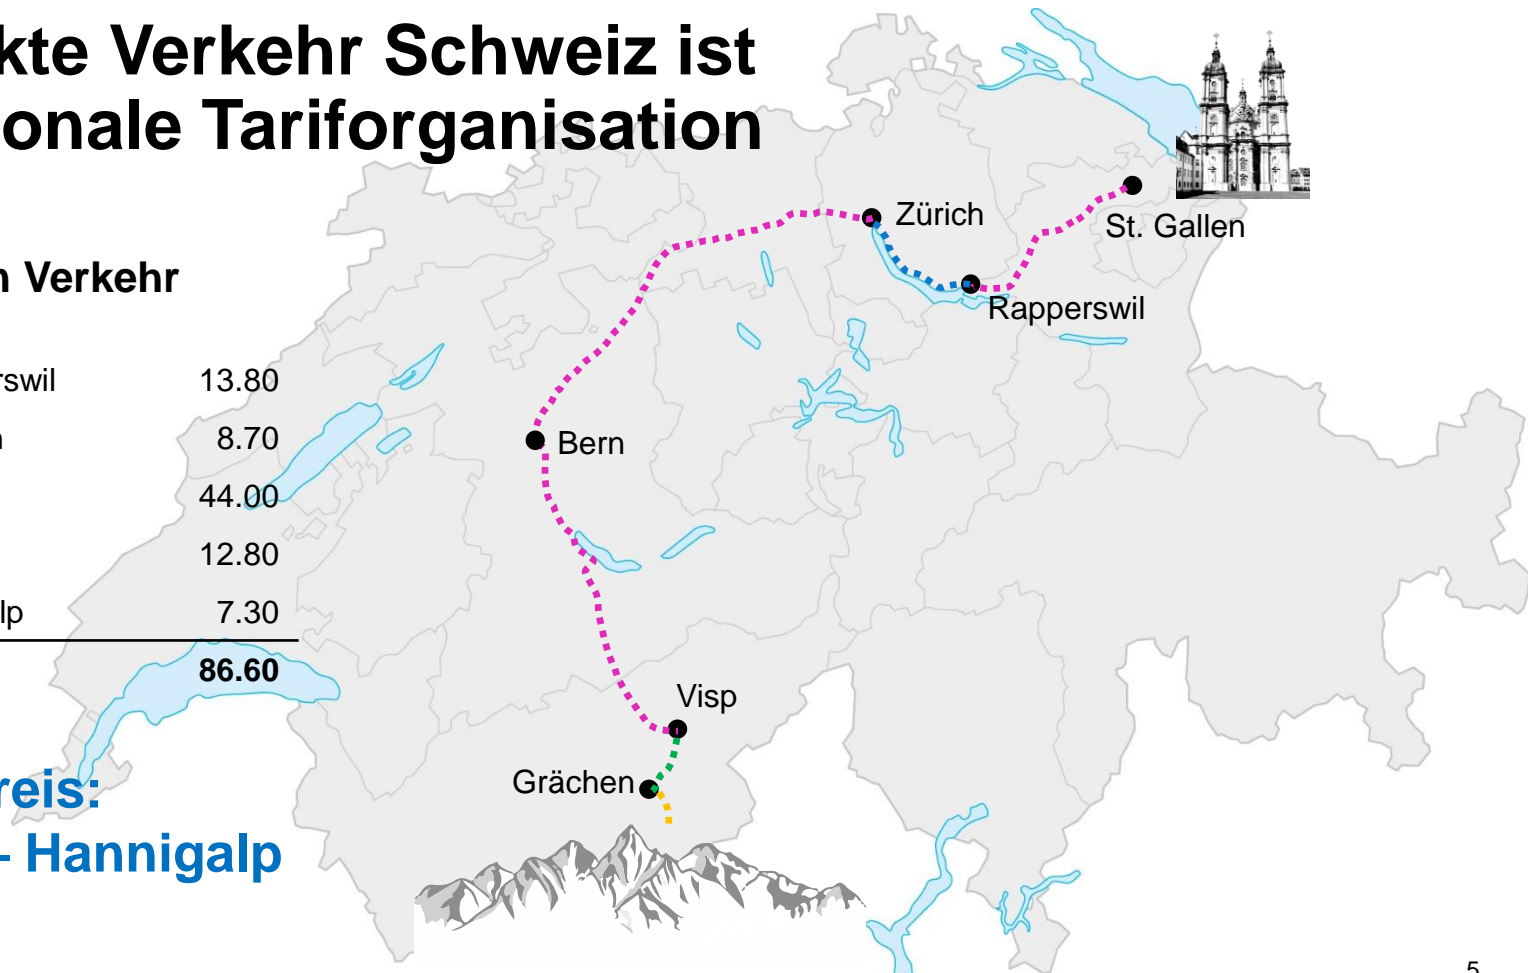 kte Verkehr Schweiz ist
onale Tariforganisation
n Verkehr
rswil 13.80
n 8.70
44.00
12.80
lp 7.30
86.60
reis:
– Hannigalp
Zürich
St. Gallen
Rapperswil
Bern
Visp
Grächen
5